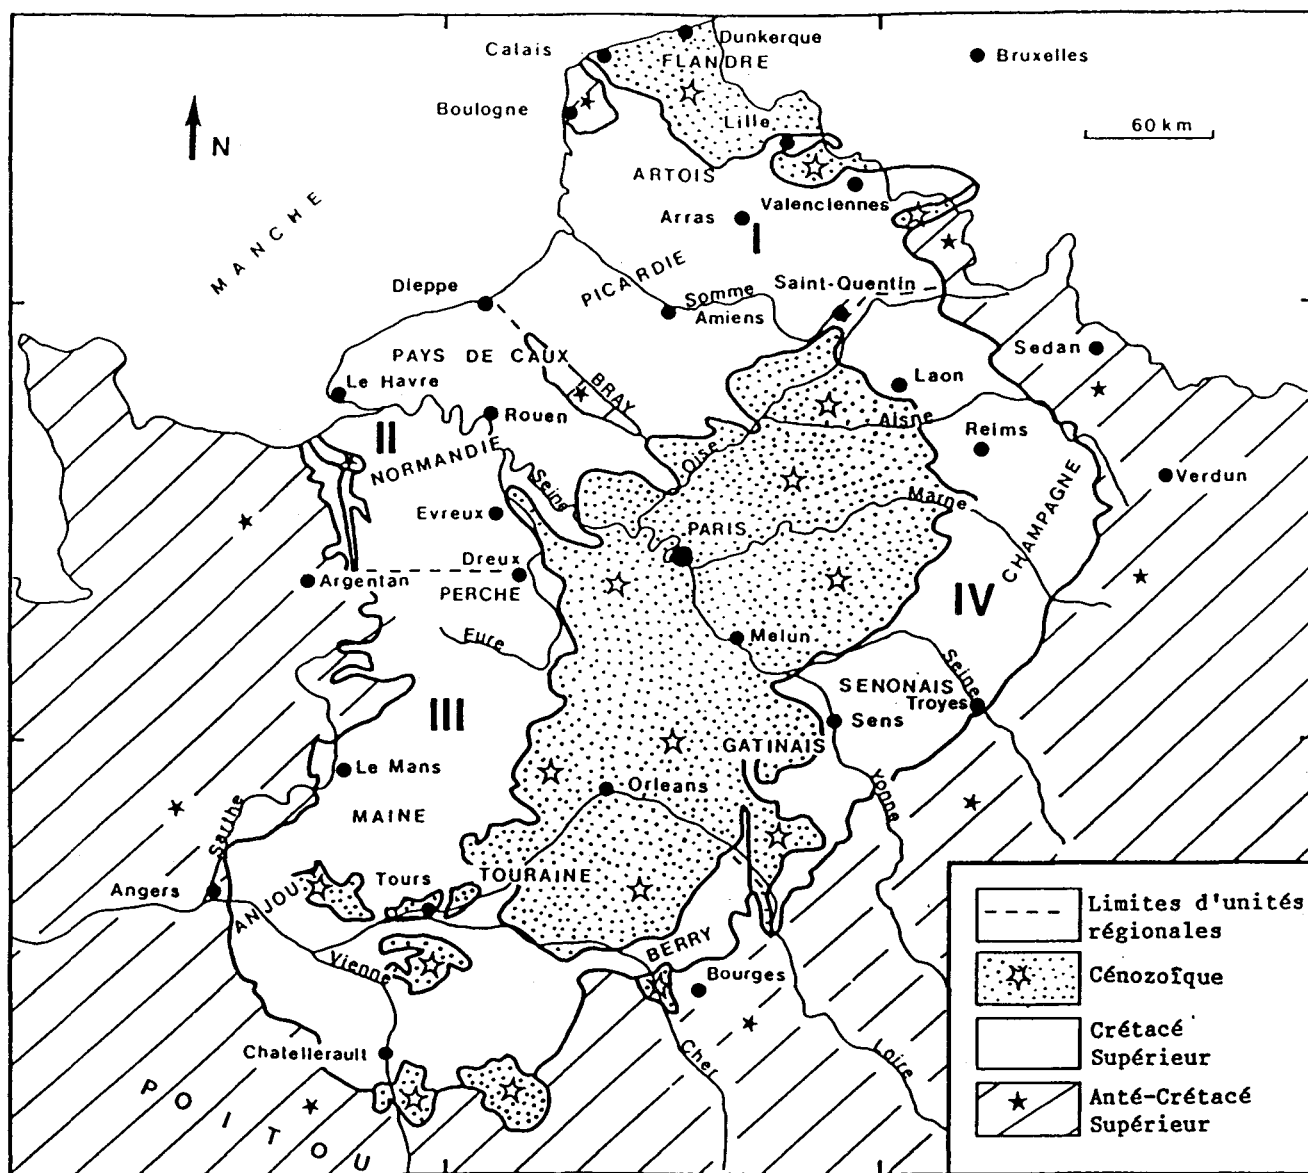 Calais
Dunkerque
FLANDRE
Bruxelles
Boulogne
Lille
60 km
N
ARTOIS
Valenciennes
Arras
I
MANCHE
PICARDIE
Dieppe
Somme
Saint-Quentin
Amiens
Sedan
PAYS DE CAUX
Laon
Le Havre
BRAY
Rouen
Aisne
Reims
II
NORMANDIE
Oise
Verdun
Seine
Marne
CHAMPAGNE
Evreux
PARIS
Dreux
Argentan
PERCHE
IV
Eure
Melun
Seine
SENONAIS
Troyes
III
Sens
GATINAIS
Le Mans
Orleans
Yonne
Sarthe
MAINE
Angers
Tours
TOURAINE
ANJOU
BERRY
Vienne
Bourges
Chatellerault
Cher
Loire
POITOU
Limites d'unités
régionales
Cénozoîque
Crétacé
Supérieur
Anté-Crétacé
Supérieur